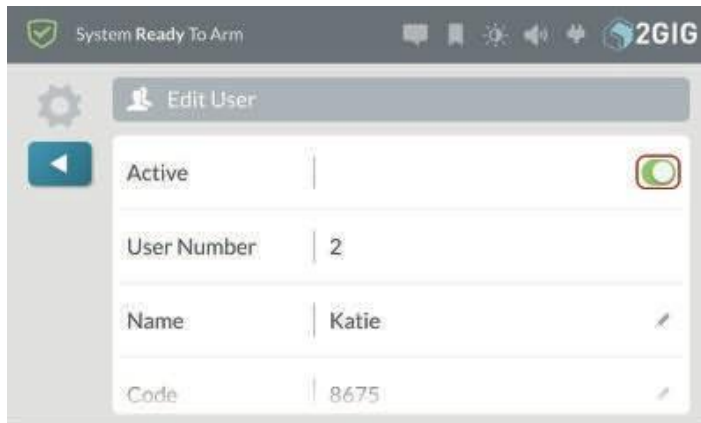 System Ready To Arm
2GIG
Edit User
Active
User Number 2
Name Katie
Code 8675